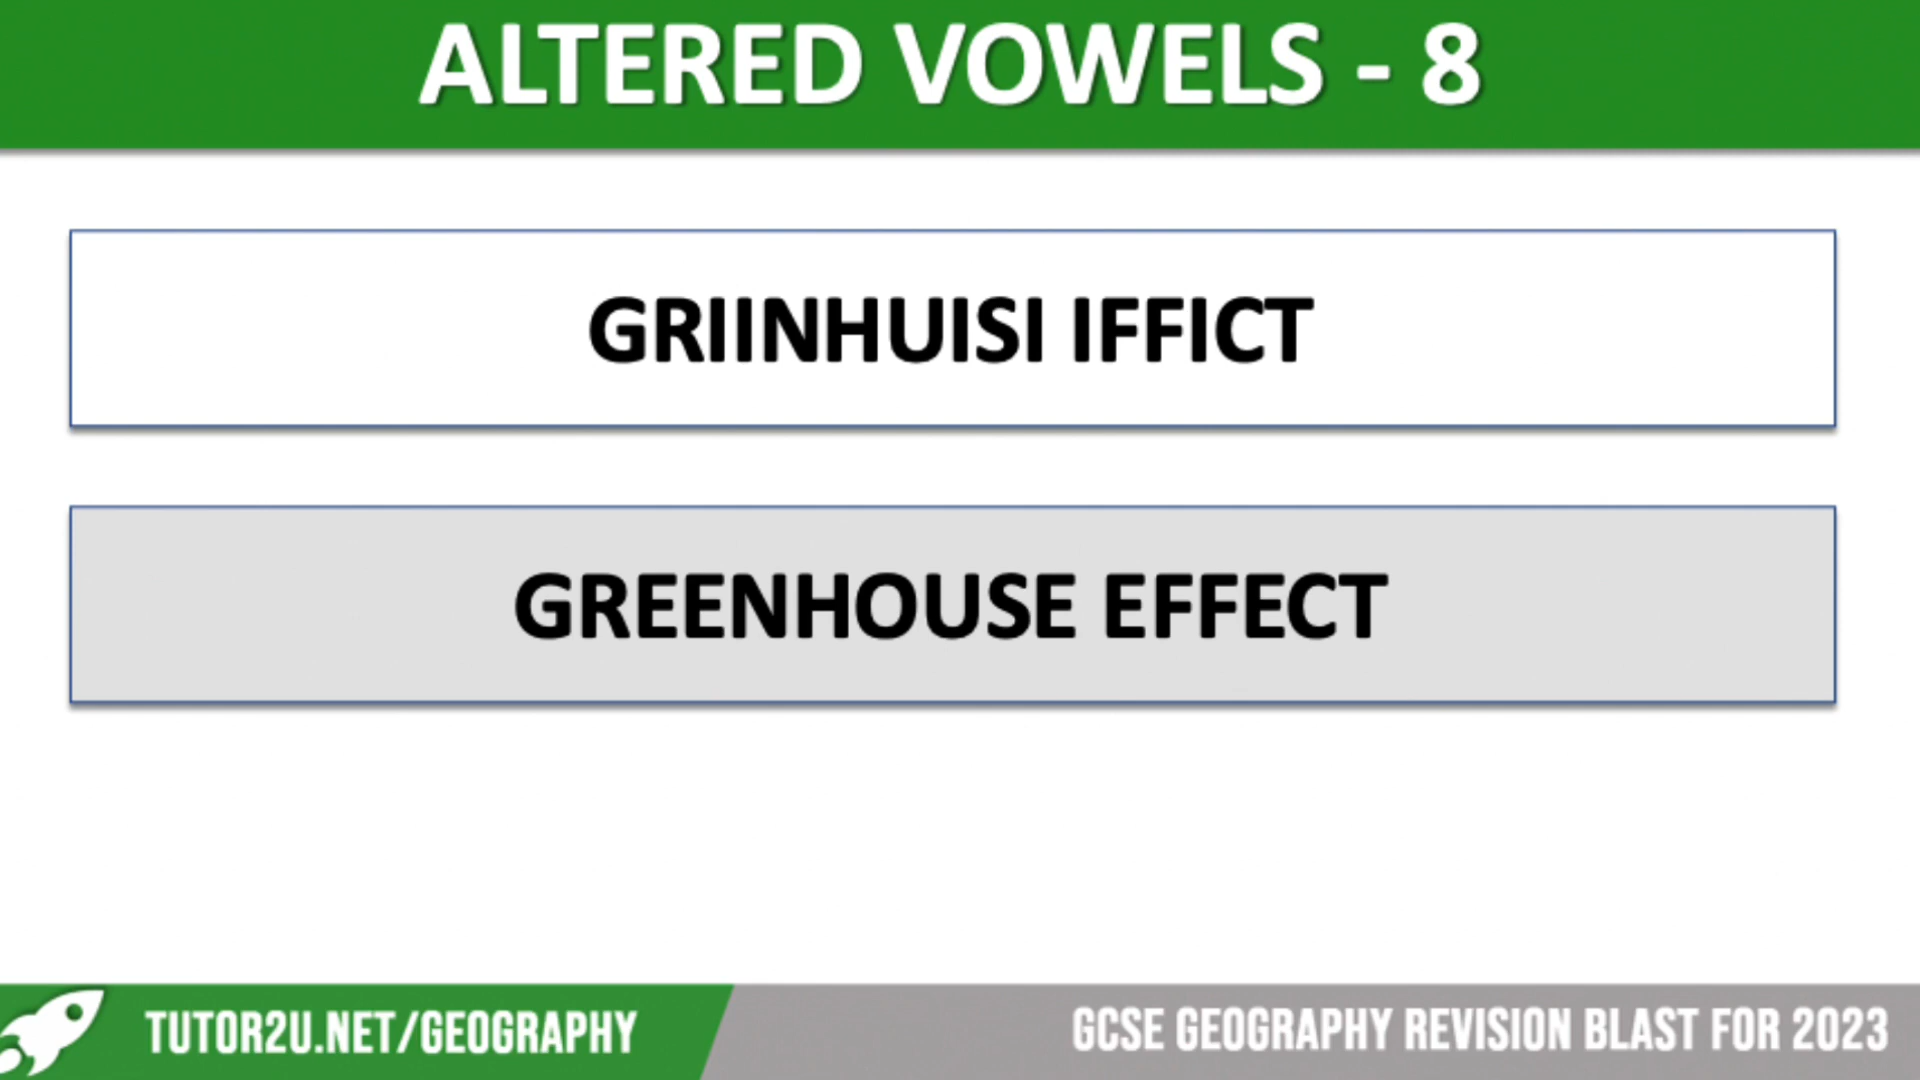 ALTERED VOWELS - 8
GRIINHUISI IFFICT
GREENHOUSE EFFECT
TUTOR2U.NET/GEOGRAPHY
GCSE GEOGRAPHY REVISION BLAST FOR 2023